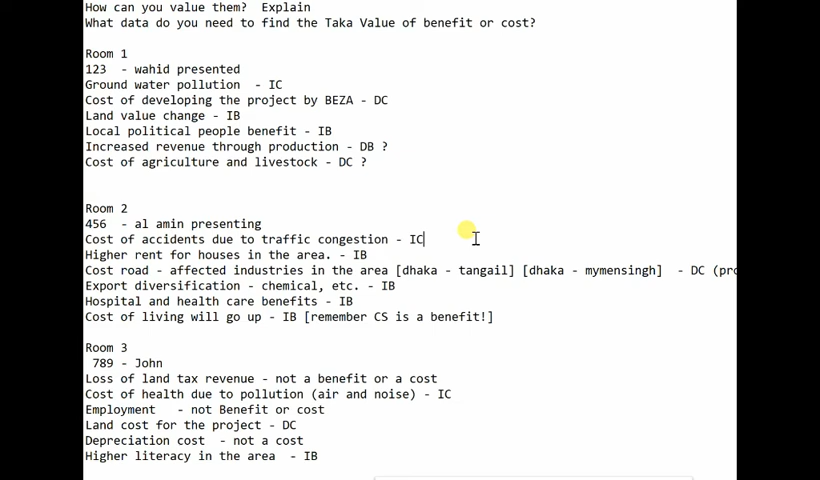 How can you value them?  Explain
What data do you need to find the Taka Value of benefit or cost?
Room 1
123  - wahid presented
Ground water pollution  - IC
Cost of developing the project by BEZA - DC
Land value change - IB
Local political people benefit - IB
Increased revenue through production - DB ?
Cost of agriculture and livestock - DC ?
Room 2
456  - al amin presenting
Cost of accidents due to traffic congestion - IC
Higher rent for houses in the area. - IB
Cost road - affected industries in the area [dhaka - tangail] [dhaka - mymensingh]  - DC (pro
Export diversification - chemical, etc. - IB
Hospital and health care benefits - IB
Cost of living will go up - IB [remember CS is a benefit!]
Room 3
789 - John
Loss of land tax revenue - not a benefit or a cost
Cost of health due to pollution (air and noise) - IC
Employment   - not Benefit or cost
Land cost for the project - DC
Depreciation cost  - not a cost
Higher literacy in the area  - IB